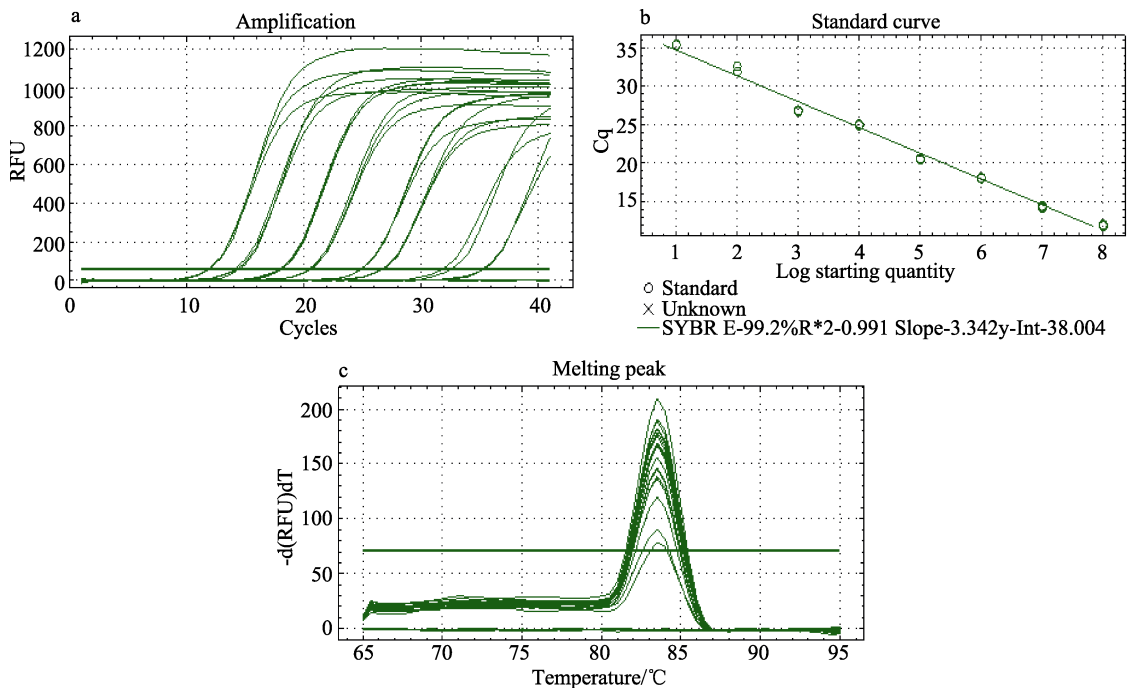 a
Amplification
1200
1000
800
600
400
200
0
RFU
0
10
20
30
40
Cycles
b
Standard curve
35
30
25
20
15
Cq
1
2
3
4
5
6
7
8
Log starting quantity
Standard
Unknown
SYBR E-99.2%R*2-0.991 Slope-3.342y-Int-38.004
c
Melting peak
200
150
100
50
0
-d(RFU)dT
65
70
75
80
85
90
95
Temperature/℃